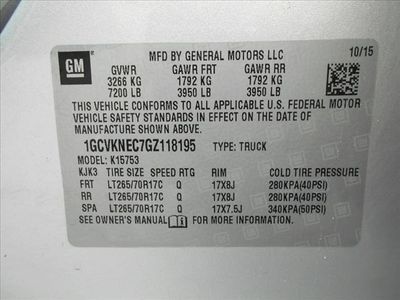 GM MFD BY GENERAL MOTORS LLC 10/15
GVWR GAWR FRT GAWR RR
3266 KG 1792 KG 1792 KG
7200 LB 3950 LB 3950 LB
THIS VEHICLE CONFORMS TO ALL APPLICABLE U.S. FEDERAL MOTOR
VEHICLE SAFETY STANDARDS IN EFFECT ON THE DATE OF
MANUFACTURE SHOWN ABOVE.
1GCVKNEC7GZ118195 TYPE: TRUCK
MODEL: K15753
KJK3 TIRE SIZE SPEED RIM COLD TIRE PRESSURE
FRT LT265/70R17C Q 17X8J 280KPA(40PSI)
RR LT265/70R17C Q 17X8J 280KPA(40PSI)
SPA LT265/70R17C Q 17X7.5J 340KPA(50PSI)
SEE OWNER'S MANUAL FOR MORE INFORMATION.